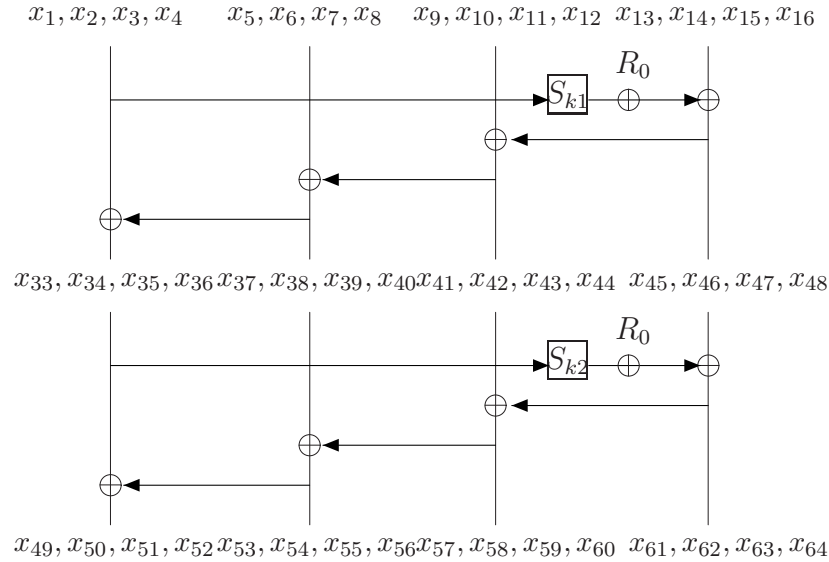 x₁, x₂, x₃, x₄ x₅, x₆, x₇, x₈ x₉, x₁₀, x₁₁, x₁₂ x₁₃, x₁₄, x₁₅, x₁₆
R₀
Sₖ₁
x₃₃, x₃₄, x₃₅, x₃₆ x₃₇, x₃₈, x₃₉, x₄₀ x₄₁, x₄₂, x₄₃, x₄₄ x₄₅, x₄₆, x₄₇, x₄₈
R₀
Sₖ₂
x₄₉, x₅₀, x₅₁, x₅₂ x₅₃, x₅₄, x₅₅, x₅₆ x₅₇, x₅₈, x₅₉, x₆₀ x₆₁, x₆₂, x₆₃, x₆₄